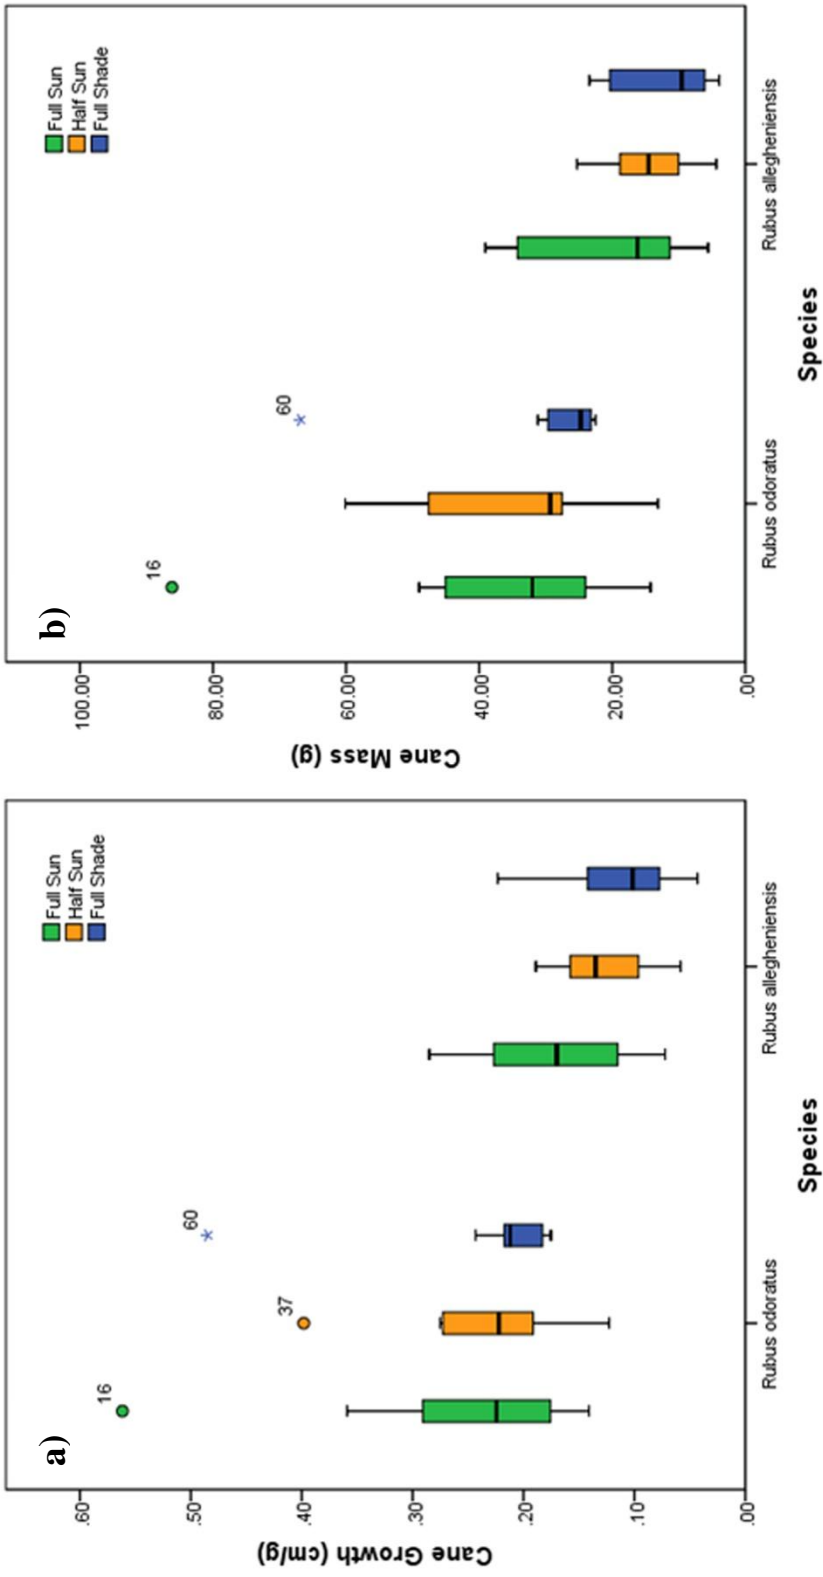 a)
Full Sun
Half Sun
Full Shade
Cane Growth (cm/g)
.60
.50
.40
.30
.20
.10
.00
16
37
60
Rubus odoratus
Rubus allegheniensis
Species
b)
Full Sun
Half Sun
Full Shade
Cane Mass (g)
100.00
80.00
60.00
40.00
20.00
.00
16
60
Rubus odoratus
Rubus allegheniensis
Species